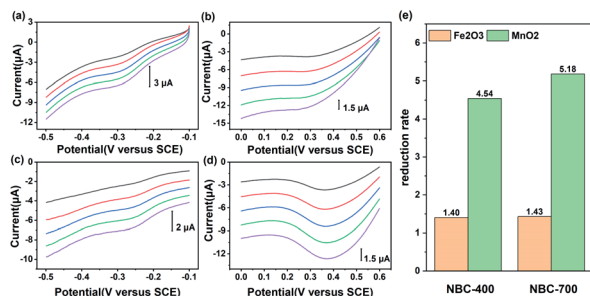 (a)
Current(μA)
3
0
-3
-6
-9
-12
3 μA
-0.5 -0.4 -0.3 -0.2 -0.1
Potential(V versus SCE)
(b)
Current(μA)
0
-3
-6
-9
-12
-15
1.5 μA
0.0 0.1 0.2 0.3 0.4 0.5 0.6
Potential(V versus SCE)
(c)
Current(μA)
0
-2
-4
-6
-8
-10
2 μA
-0.5 -0.4 -0.3 -0.2 -0.1
Potential(V versus SCE)
(d)
Current(μA)
0
-3
-6
-9
-12
1.5 μA
0.0 0.1 0.2 0.3 0.4 0.5 0.6
Potential(V versus SCE)
(e)
Fe2O3 MnO2
reduction rate
8
7
6
5
4
3
2
1
0
1.40
4.54
1.43
5.18
NBC-400 NBC-700